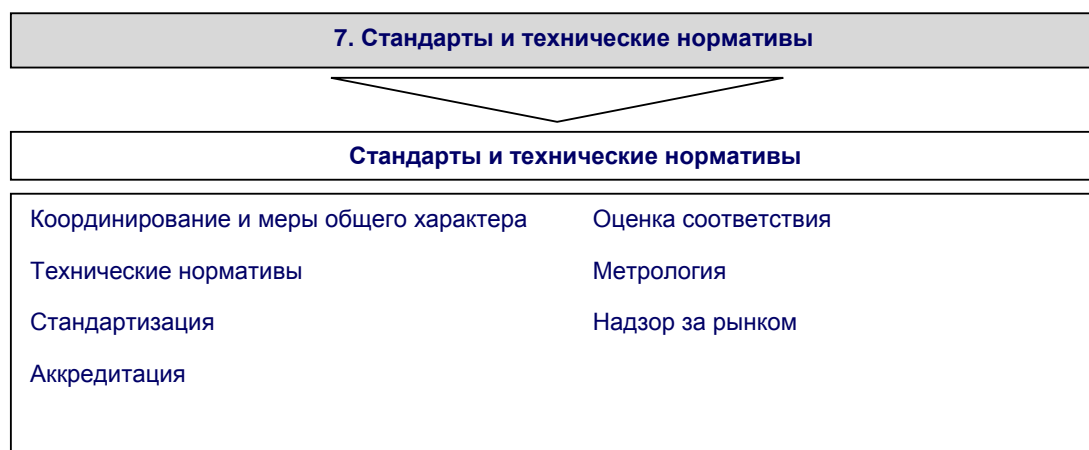 7. Стандарты и технические нормативы
Стандарты и технические нормативы
Координирование и меры общего характера
Технические нормативы
Стандартизация
Аккредитация
Оценка соответствия
Метрология
Надзор за рынком